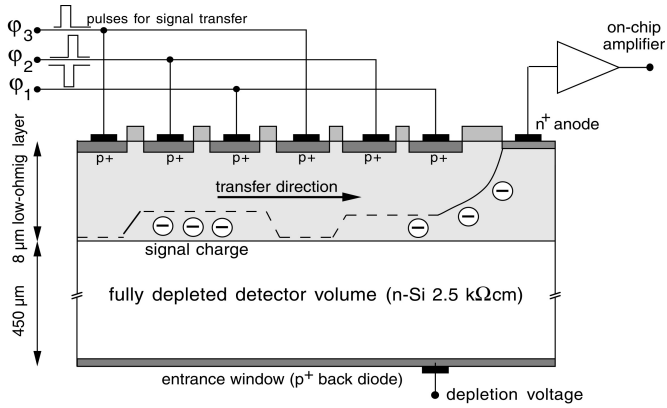 pulses for signal transfer
φ3
φ2
φ1
on-chip
amplifier
n+ anode
p+ p+ p+ p+ p+ p+
8 μm low-ohmig layer
transfer direction
signal charge
450 μm
fully depleted detector volume (n-Si 2.5 kΩcm)
entrance window (p+ back diode)
depletion voltage